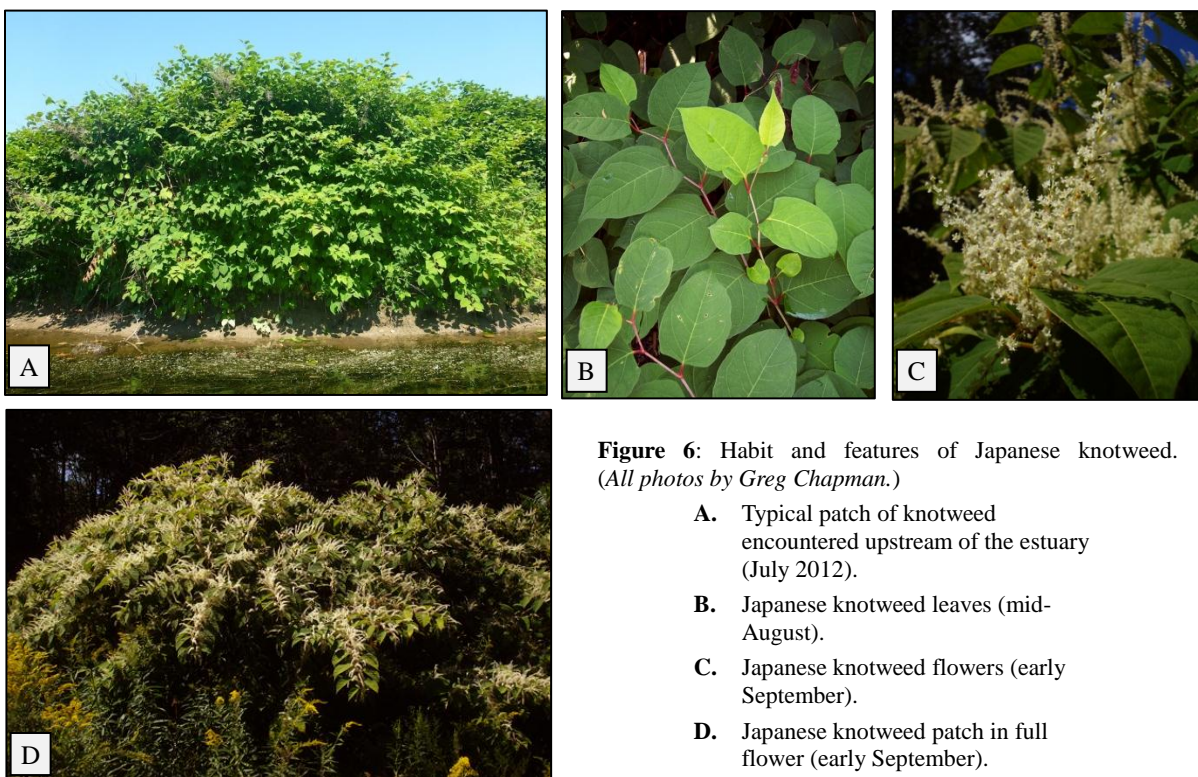 A
B
C
D
Figure 6: Habit and features of Japanese knotweed.
(All photos by Greg Chapman.)
A. Typical patch of knotweed
encountered upstream of the estuary
(July 2012).
B. Japanese knotweed leaves (mid-
August).
C. Japanese knotweed flowers (early
September).
D. Japanese knotweed patch in full
flower (early September).